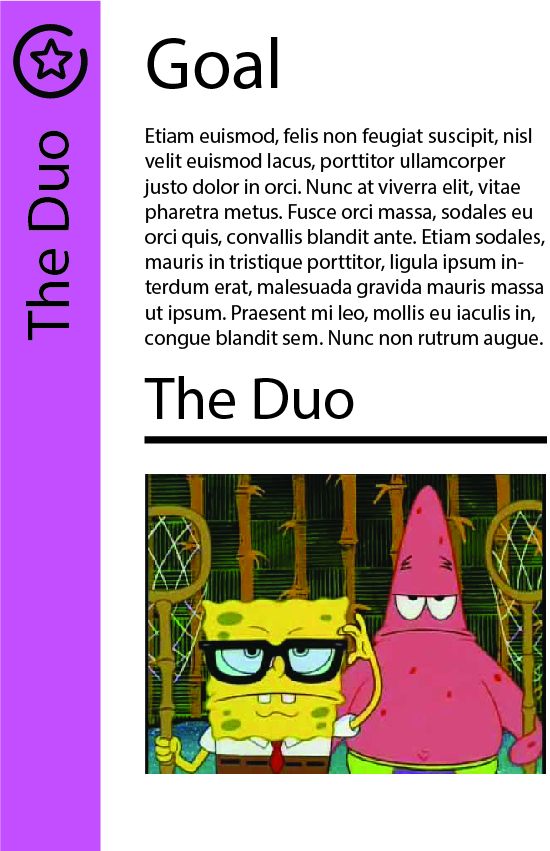 The Duo
Goal
Etiam euismod, felis non feugiat suscipit, nisl
velit euismod lacus, porttitor ullamcorper
justo dolor in orci. Nunc at viverra elit, vitae
pharetra metus. Fusce orci massa, sodales eu
orci quis, convallis blandit ante. Etiam sodales,
mauris in tristique porttitor, ligula ipsum in-
terdum erat, malesuada gravida mauris massa
ut ipsum. Praesent mi leo, mollis eu iaculis in,
congue blandit sem. Nunc non rutrum augue.
The Duo